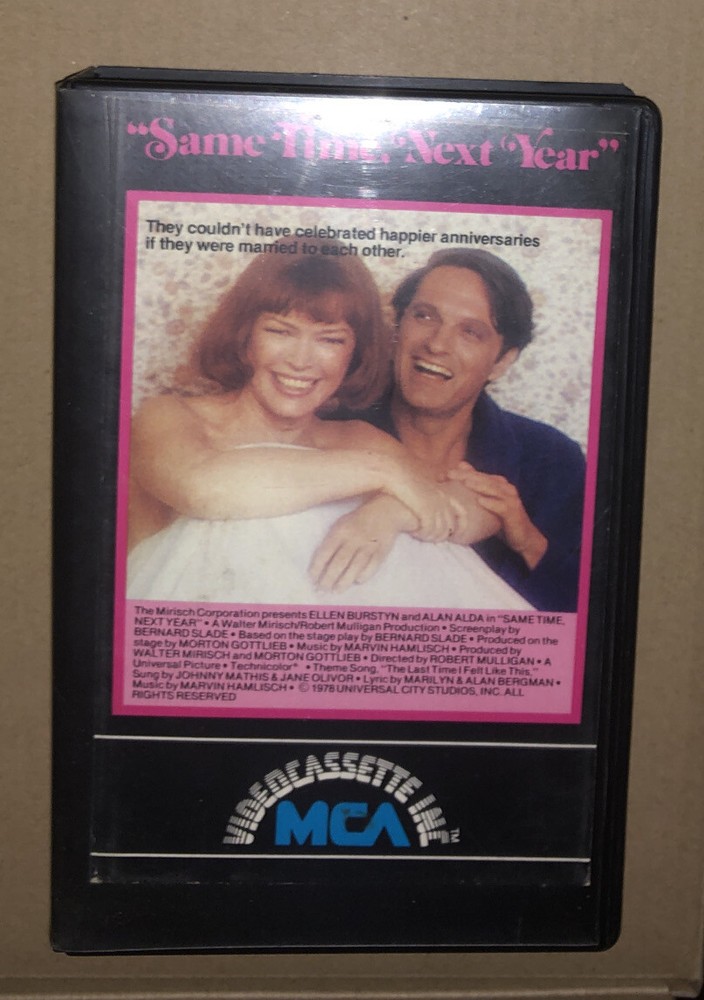 "Same Time, Next Year"
They couldn't have celebrated happier anniversaries
if they were married to each other.
The Mirisch Corporation presents ELLEN BURSTYN and ALAN ALDA in "SAME TIME,
NEXT YEAR" • A Walter Mirisch/Robert Mulligan Production • Screenplay by
BERNARD SLADE • Based on the stage play by BERNARD SLADE • Produced on the
stage by MORTON GOTTLIEB • Music by MARVIN HAMLISCH • Produced by
WALTER MIRISCH and MORTON GOTTLIEB • Directed by ROBERT MULLIGAN • A
Universal Picture • Technicolor® • Theme Song, "The Last Time I Felt Like This,"
Sung by JOHNNY MATHIS & JANE OLIVOR • Lyric by MARILYN & ALAN BERGMAN •
Music by MARVIN HAMLISCH • © 1978 UNIVERSAL CITY STUDIOS, INC. ALL
RIGHTS RESERVED
VIDEOCASSETTE INC™
MCA